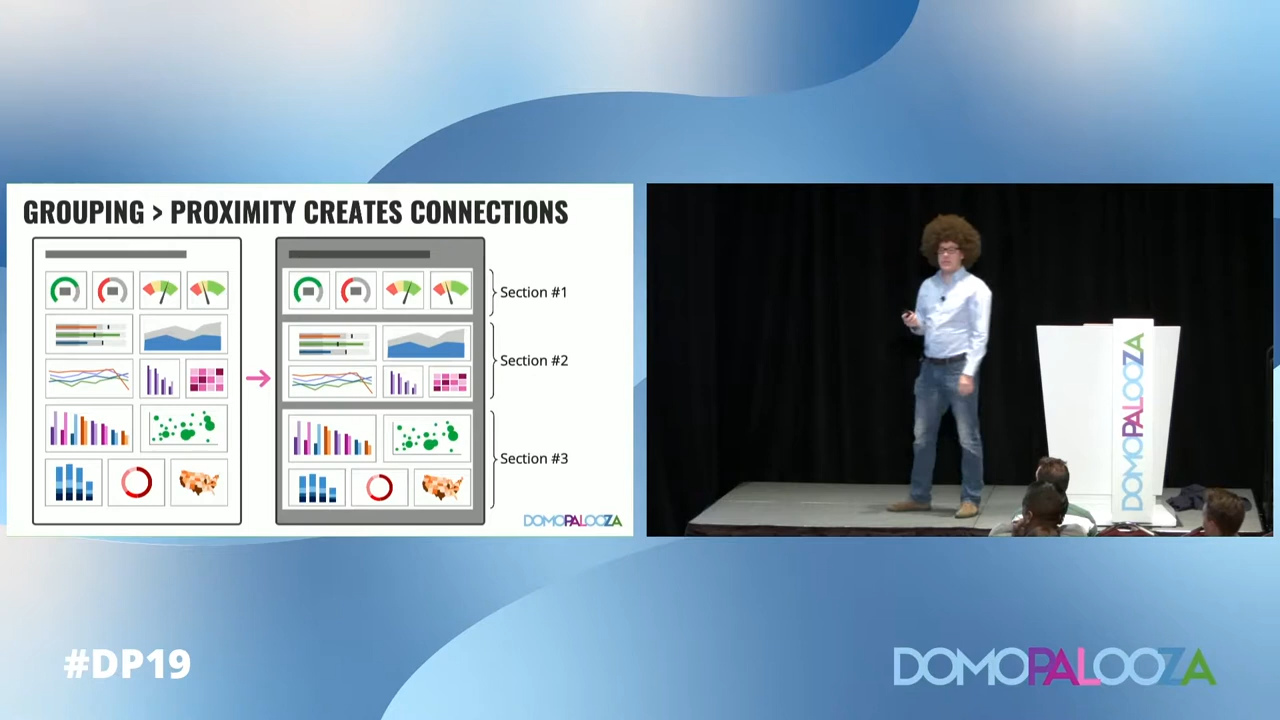 GROUPING > PROXIMITY CREATES CONNECTIONS
Section #1
Section #2
Section #3
DOMOPALOOZA
DOMOPALOOZA
#DP19
DOMOPALOOZA